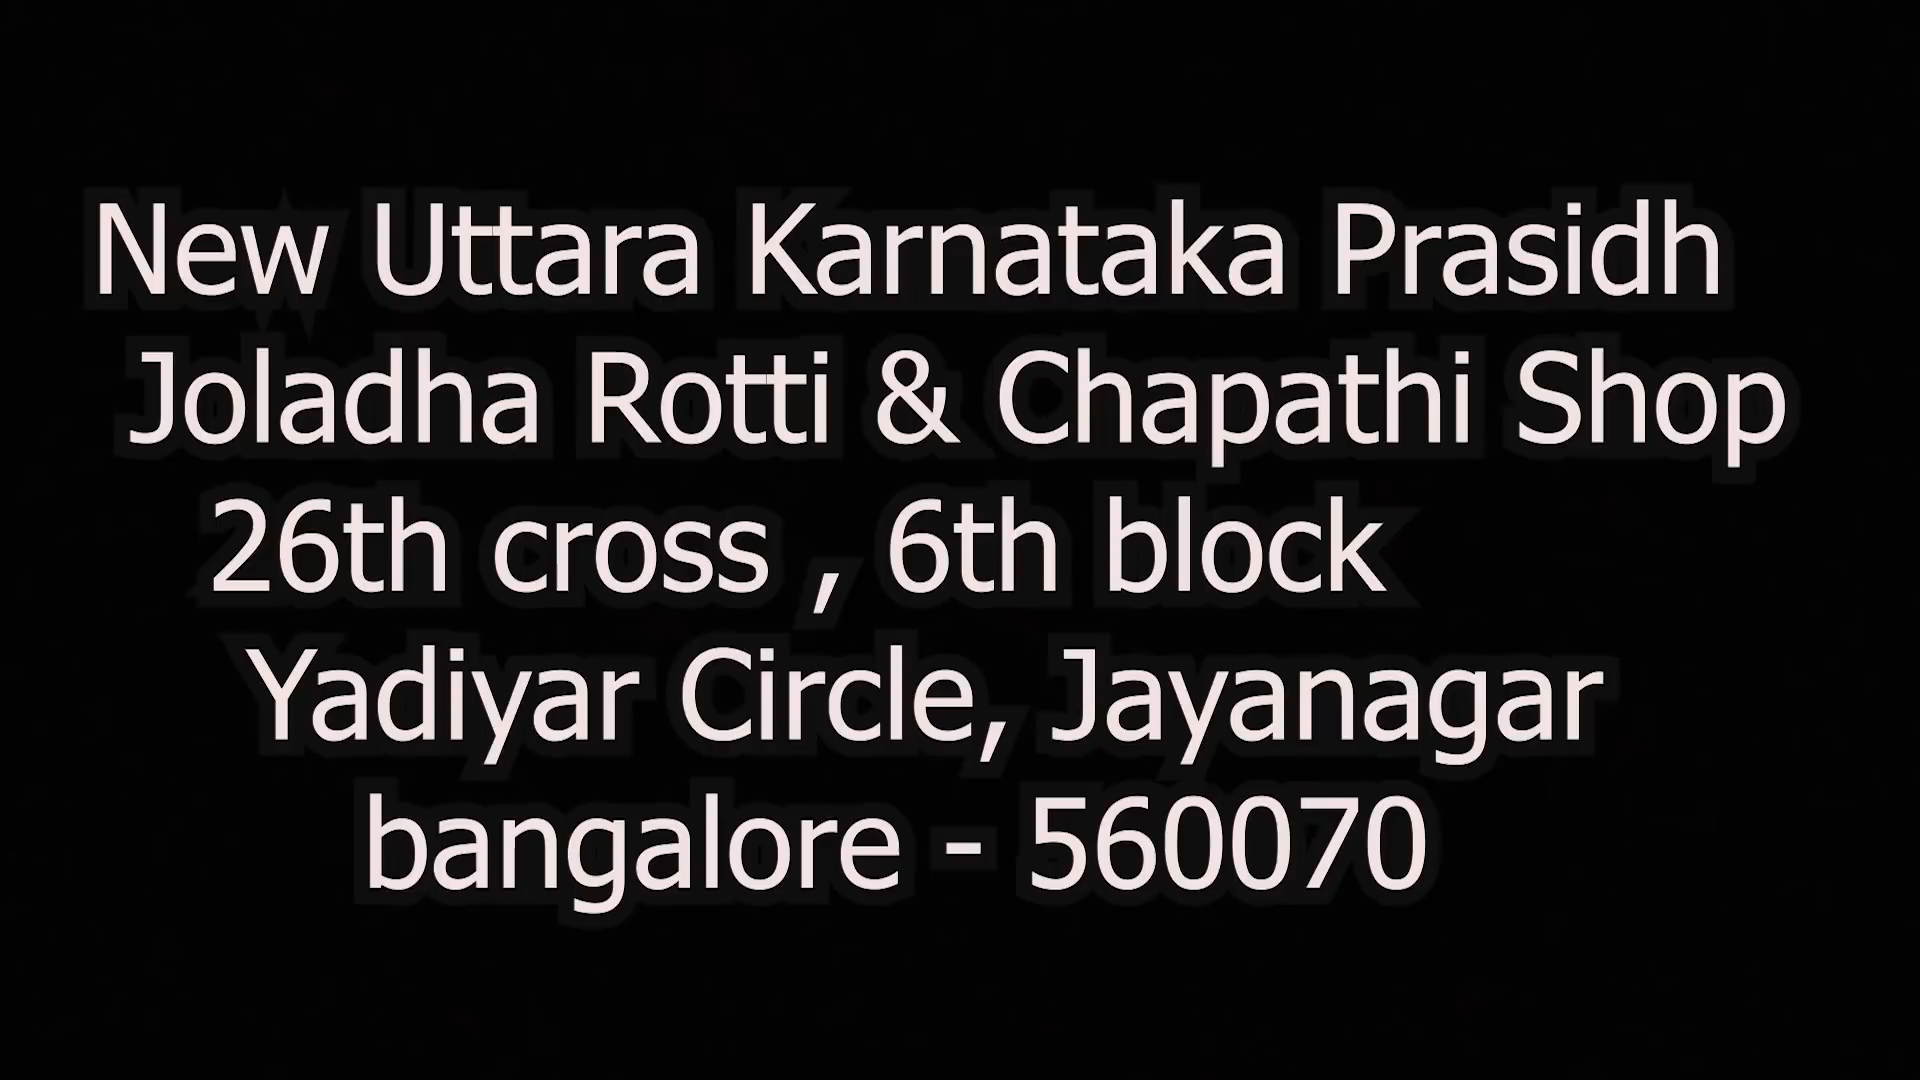 New Uttara Karnataka Prasidh
Joladha Rotti & Chapathi Shop
26th cross , 6th block
Yadiyar Circle, Jayanagar
bangalore - 560070